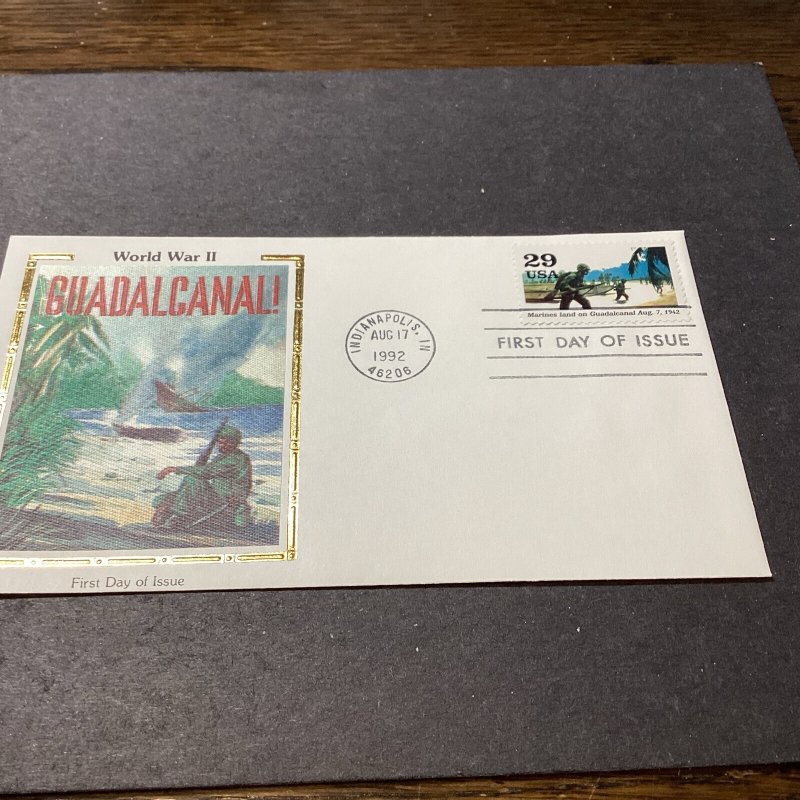 World War II
GUADALCANAL!
First Day of Issue
INDIANAPOLIS, IN
AUG 17
1992
46206
29
USA
Marines land on Guadalcanal Aug. 7, 1942
FIRST DAY OF ISSUE